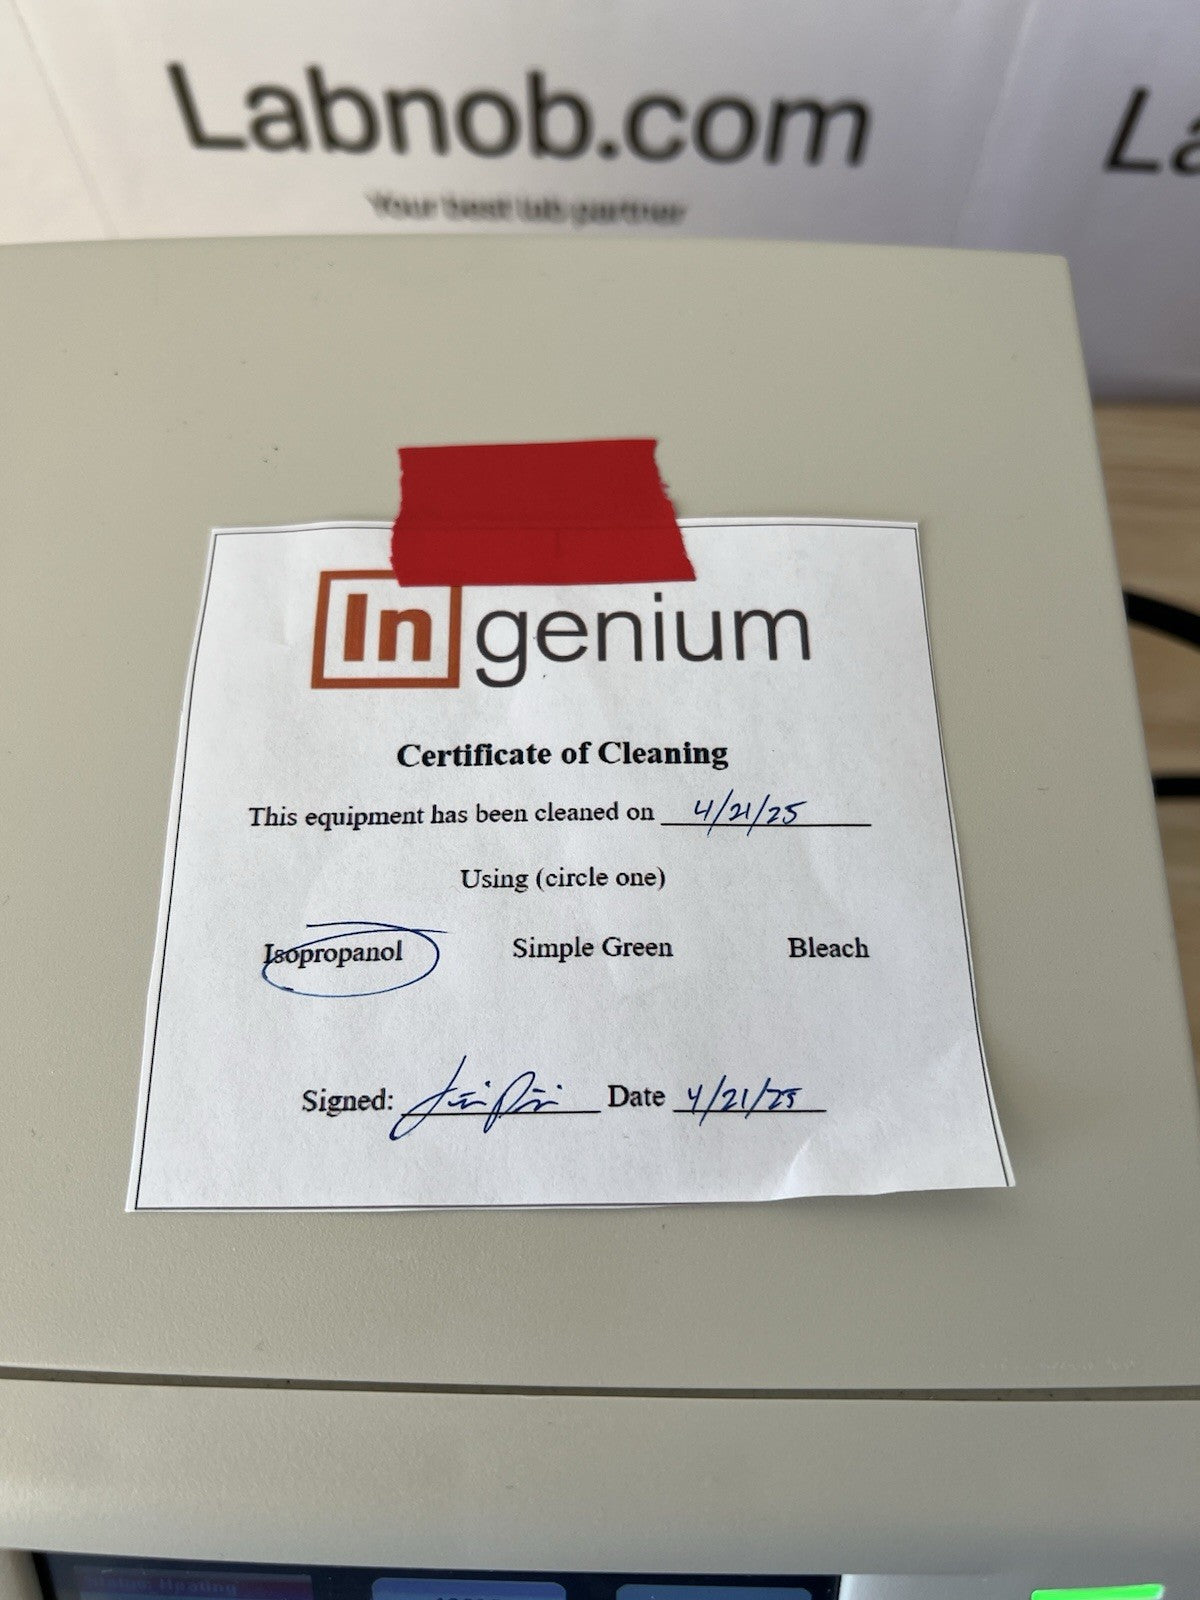 Labnob.com
Your best lab partner
In genium
Certificate of Cleaning
This equipment has been cleaned on 4/21/25
Using (circle one)
Isopropanol Simple Green Bleach
Signed: Date 4/21/25